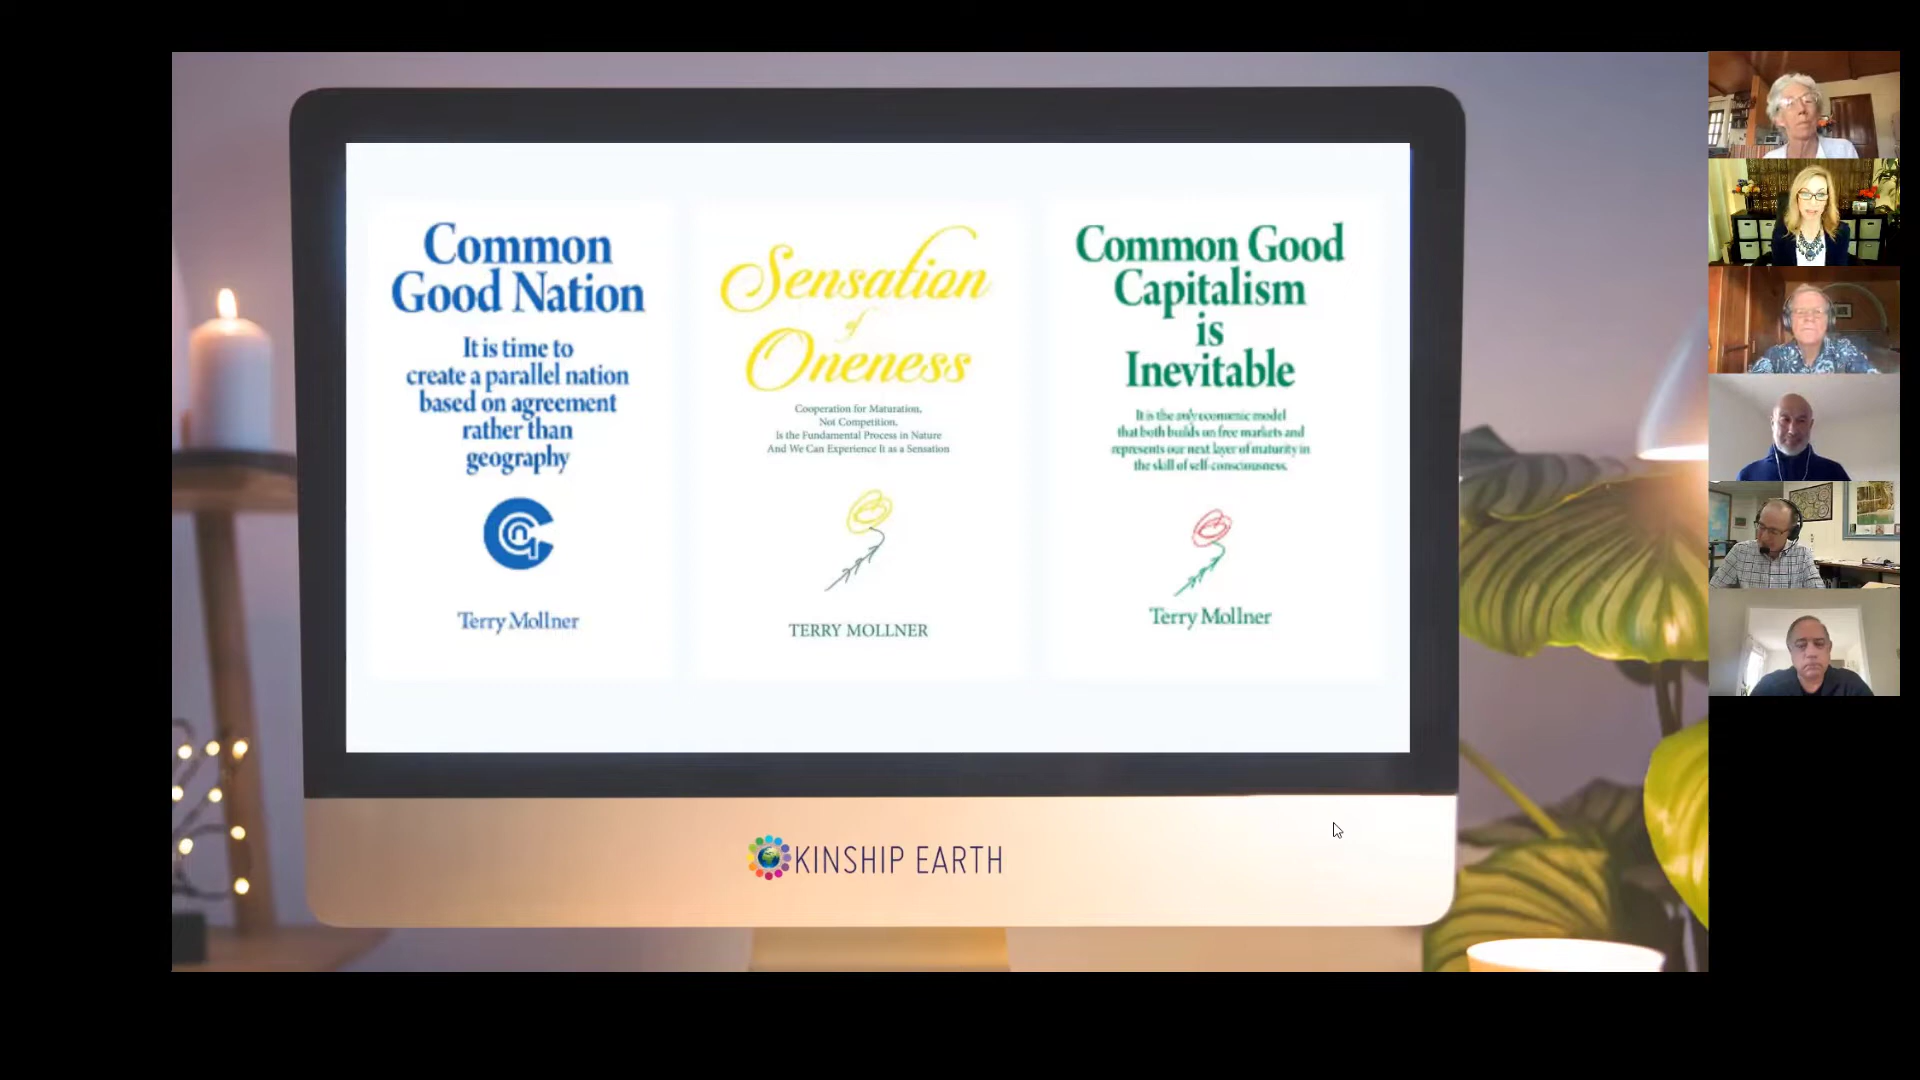 Common
Good Nation
It is time to
create a parallel nation
based on agreement
rather than
geography
Terry Mollner
Sensation
of
Oneness
Cooperation for Maturation,
Not Competition,
Is the Fundamental Process in Nature
And We Can Experience It as a Sensation
TERRY MOLLNER
Common Good
Capitalism
is
Inevitable
It is the only economic model
that both builds on free markets and
represents our next layer of maturity in
the skill of self-consciousness.
Terry Mollner
KINSHIP EARTH